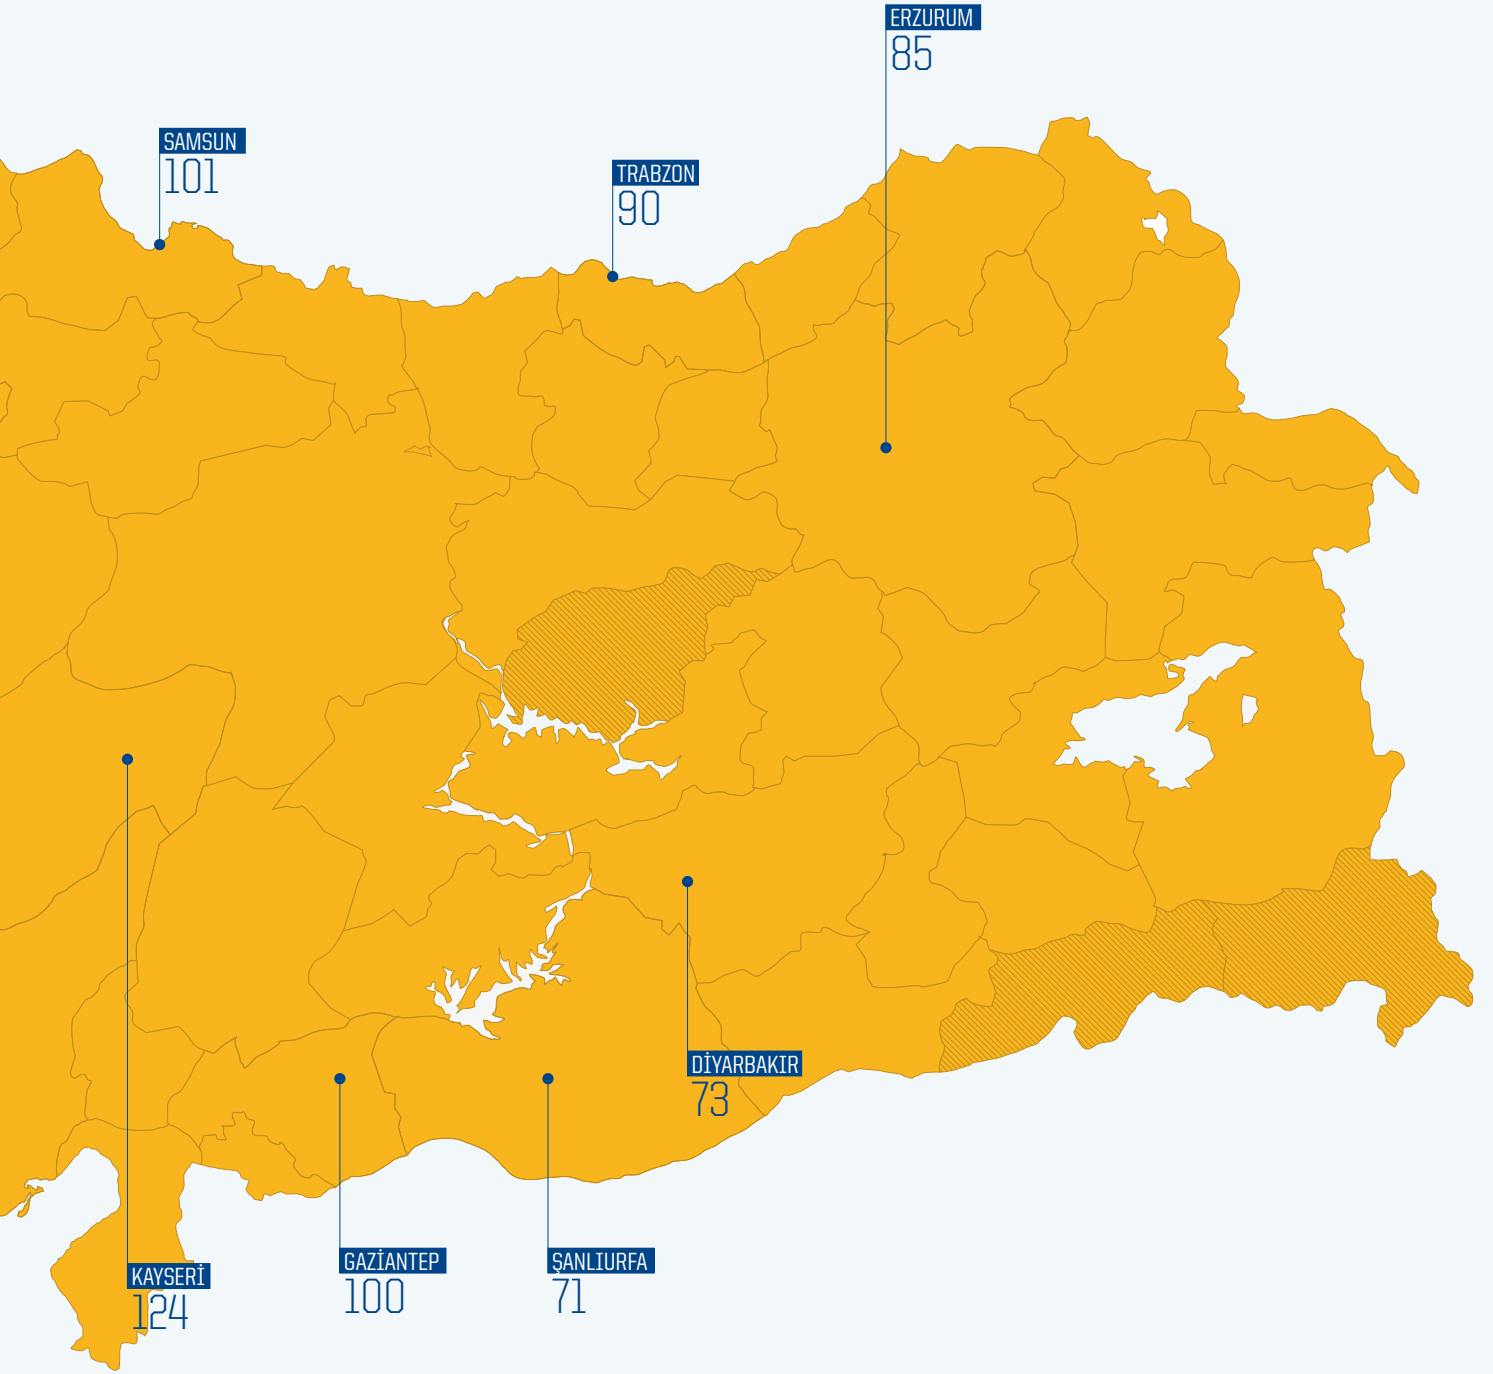 ERZURUM
85
SAMSUN
101
TRABZON
90
DİYARBAKIR
73
GAZİANTEP
100
ŞANLIURFA
71
KAYSERİ
124